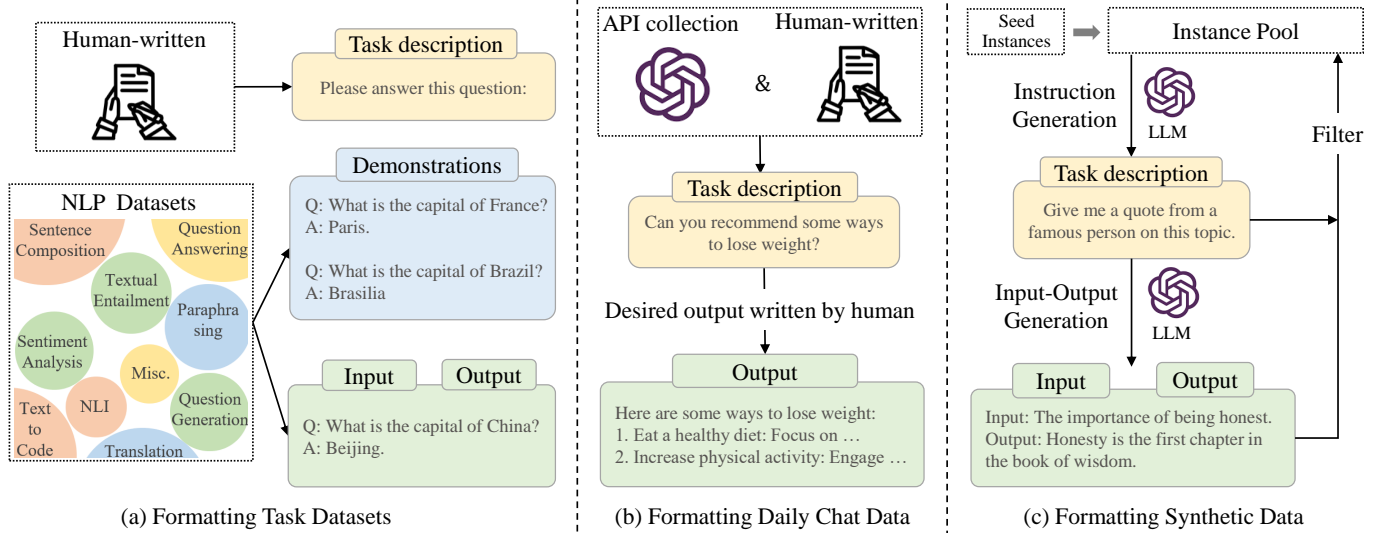 Human-written
Task description
Please answer this question:
NLP Datasets
Sentence
Composition
Question
Answering
Textual
Entailment
Paraphra
sing
Sentiment
Analysis
Misc.
NLI
Question
Generation
Text
to
Code
Translation
Demonstrations
Q: What is the capital of France?
A: Paris.
Q: What is the capital of Brazil?
A: Brasilia
Input
Output
Q: What is the capital of China?
A: Beijing.
(a) Formatting Task Datasets
API collection
Human-written
&
Task description
Can you recommend some ways
to lose weight?
Desired output written by human
Output
Here are some ways to lose weight:
1. Eat a healthy diet: Focus on …
2. Increase physical activity: Engage …
(b) Formatting Daily Chat Data
Seed
Instances
Instance Pool
Instruction
Generation
LLM
Filter
Task description
Give me a quote from a
famous person on this topic.
Input-Output
Generation
LLM
Input
Output
Input: The importance of being honest.
Output: Honesty is the first chapter in
the book of wisdom.
(c) Formatting Synthetic Data